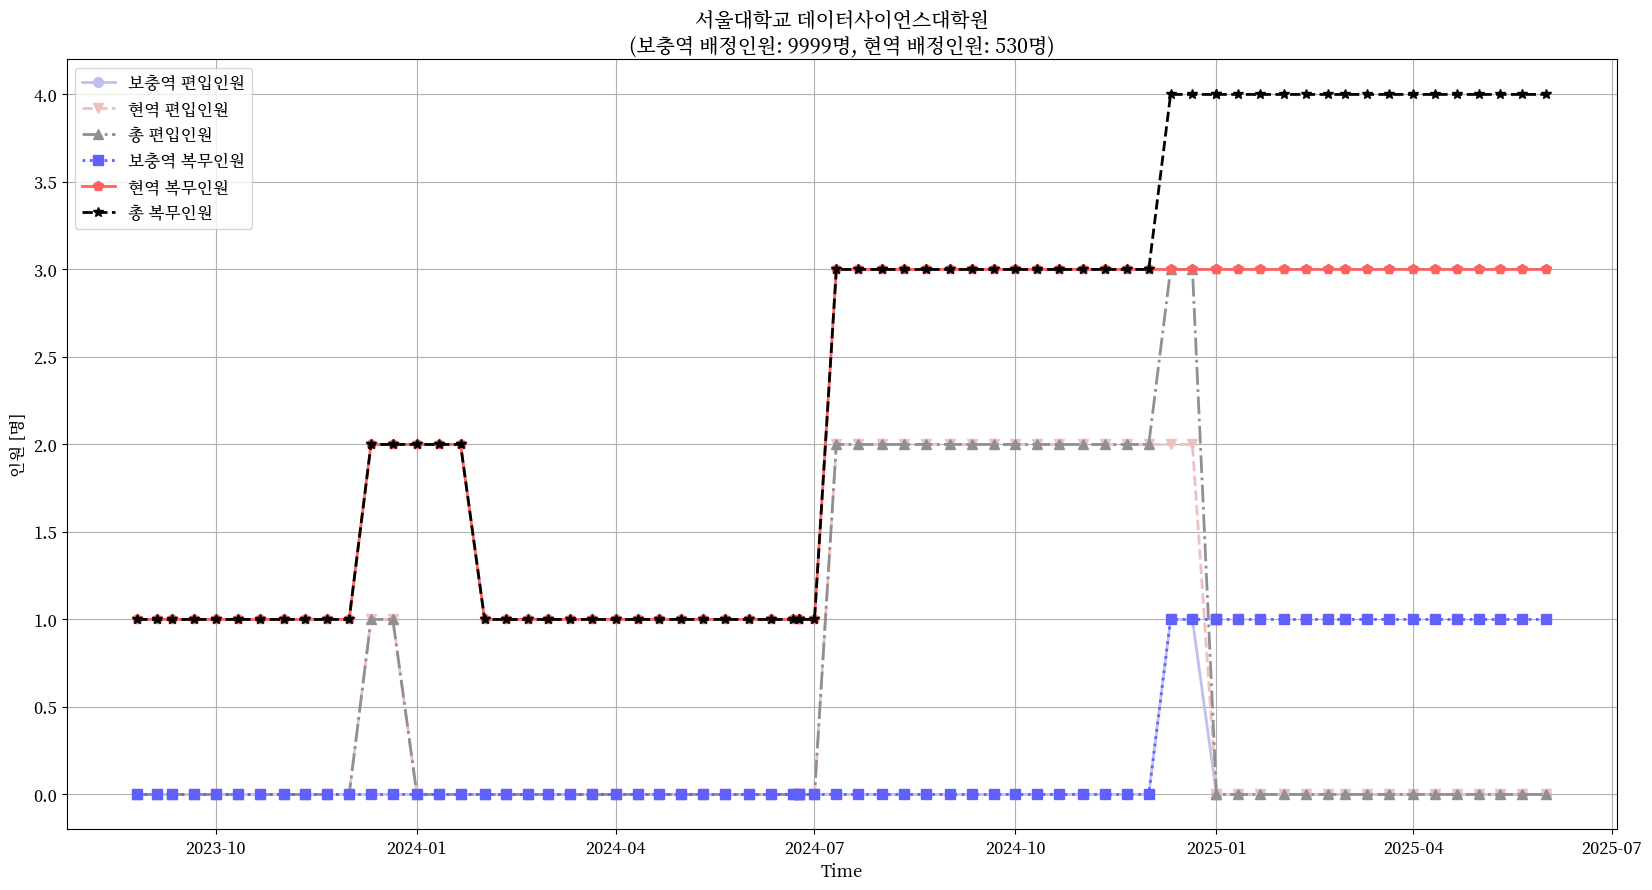 서울대학교 데이터사이언스대학원
(보충역 배정인원: 9999명, 현역 배정인원: 530명)
보충역 편입인원
현역 편입인원
총 편입인원
보충역 복무인원
현역 복무인원
총 복무인원
4.0
3.5
3.0
2.5
2.0
1.5
1.0
0.5
0.0
인원 [명]
2023-10 2024-01 2024-04 2024-07 2024-10 2025-01 2025-04 2025-07
Time